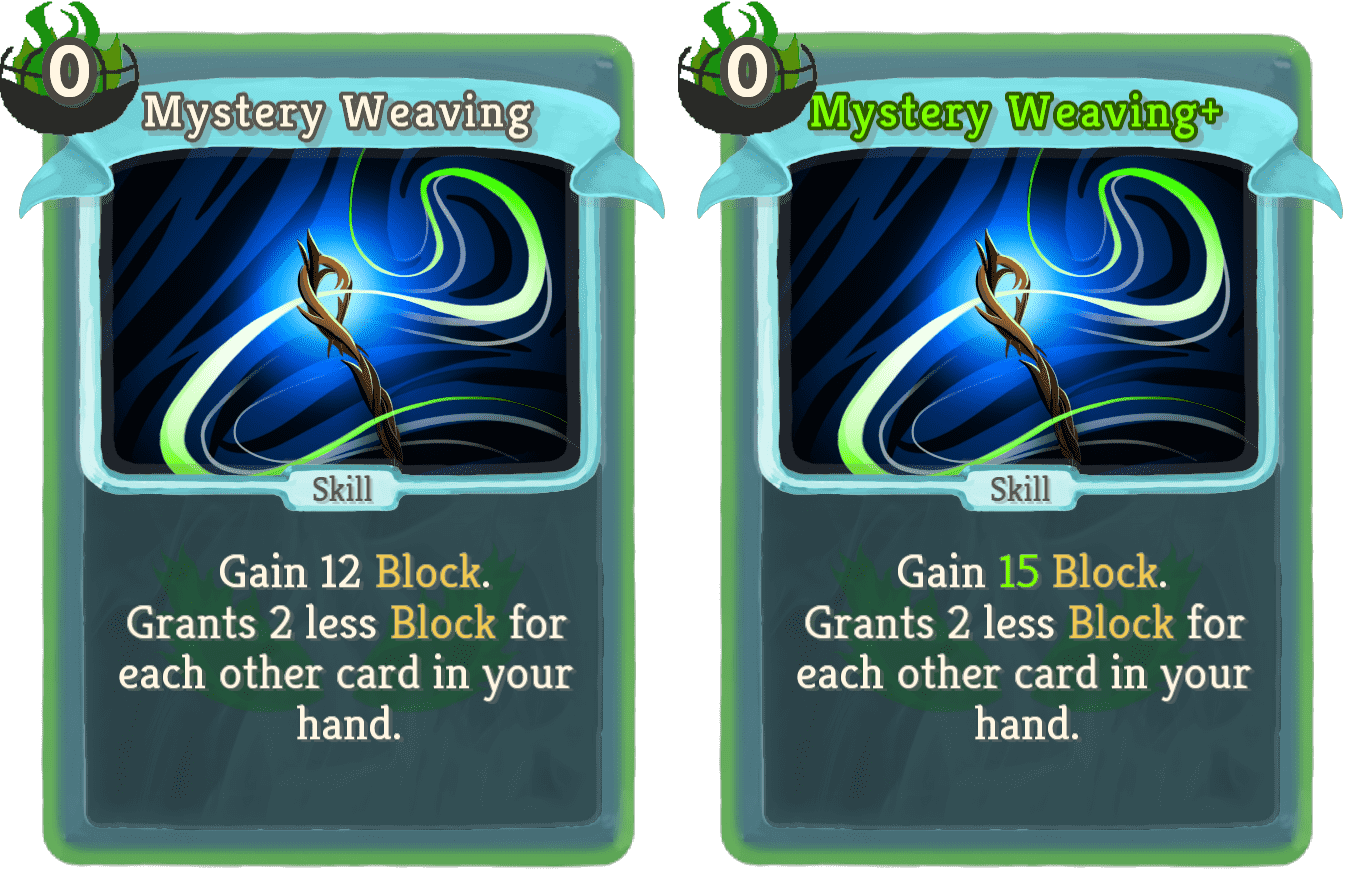 0
Mystery Weaving
Skill
Gain 12 Block.
Grants 2 less Block for
each other card in your
hand.
0
Mystery Weaving+
Skill
Gain 15 Block.
Grants 2 less Block for
each other card in your
hand.